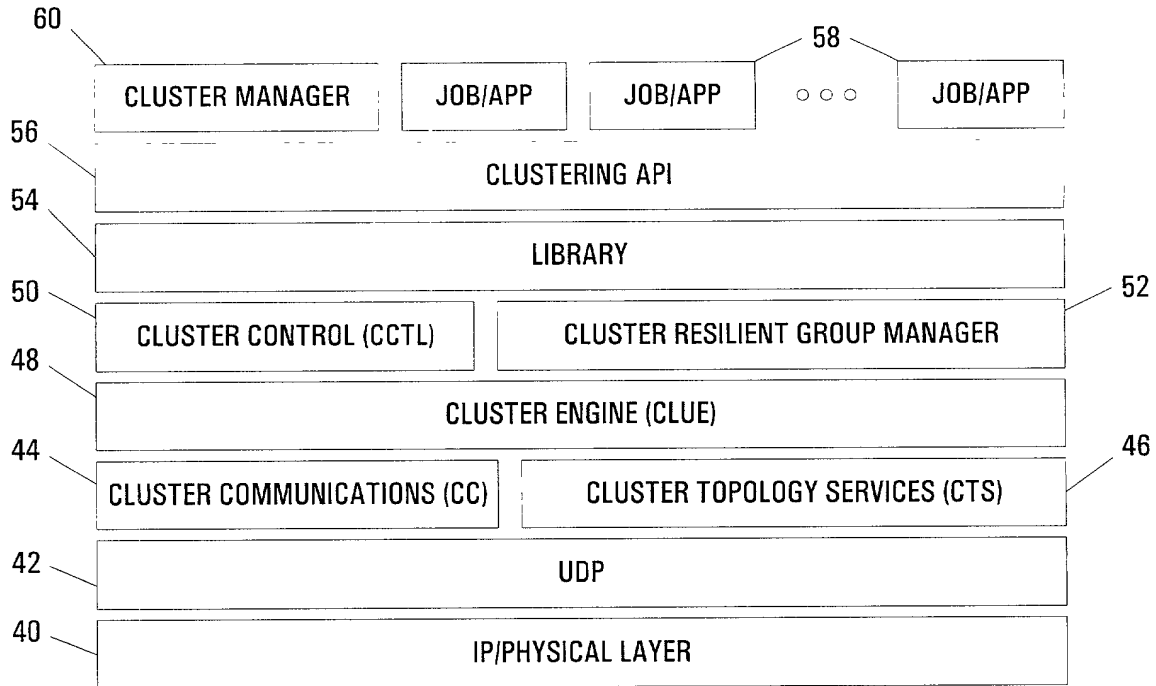 60
58
CLUSTER MANAGER JOB/APP JOB/APP ○ ○ ○ JOB/APP
56
CLUSTERING API
54
LIBRARY
50
52
CLUSTER CONTROL (CCTL) CLUSTER RESILIENT GROUP MANAGER
48
CLUSTER ENGINE (CLUE)
44
46
CLUSTER COMMUNICATIONS (CC) CLUSTER TOPOLOGY SERVICES (CTS)
42
UDP
40
IP/PHYSICAL LAYER